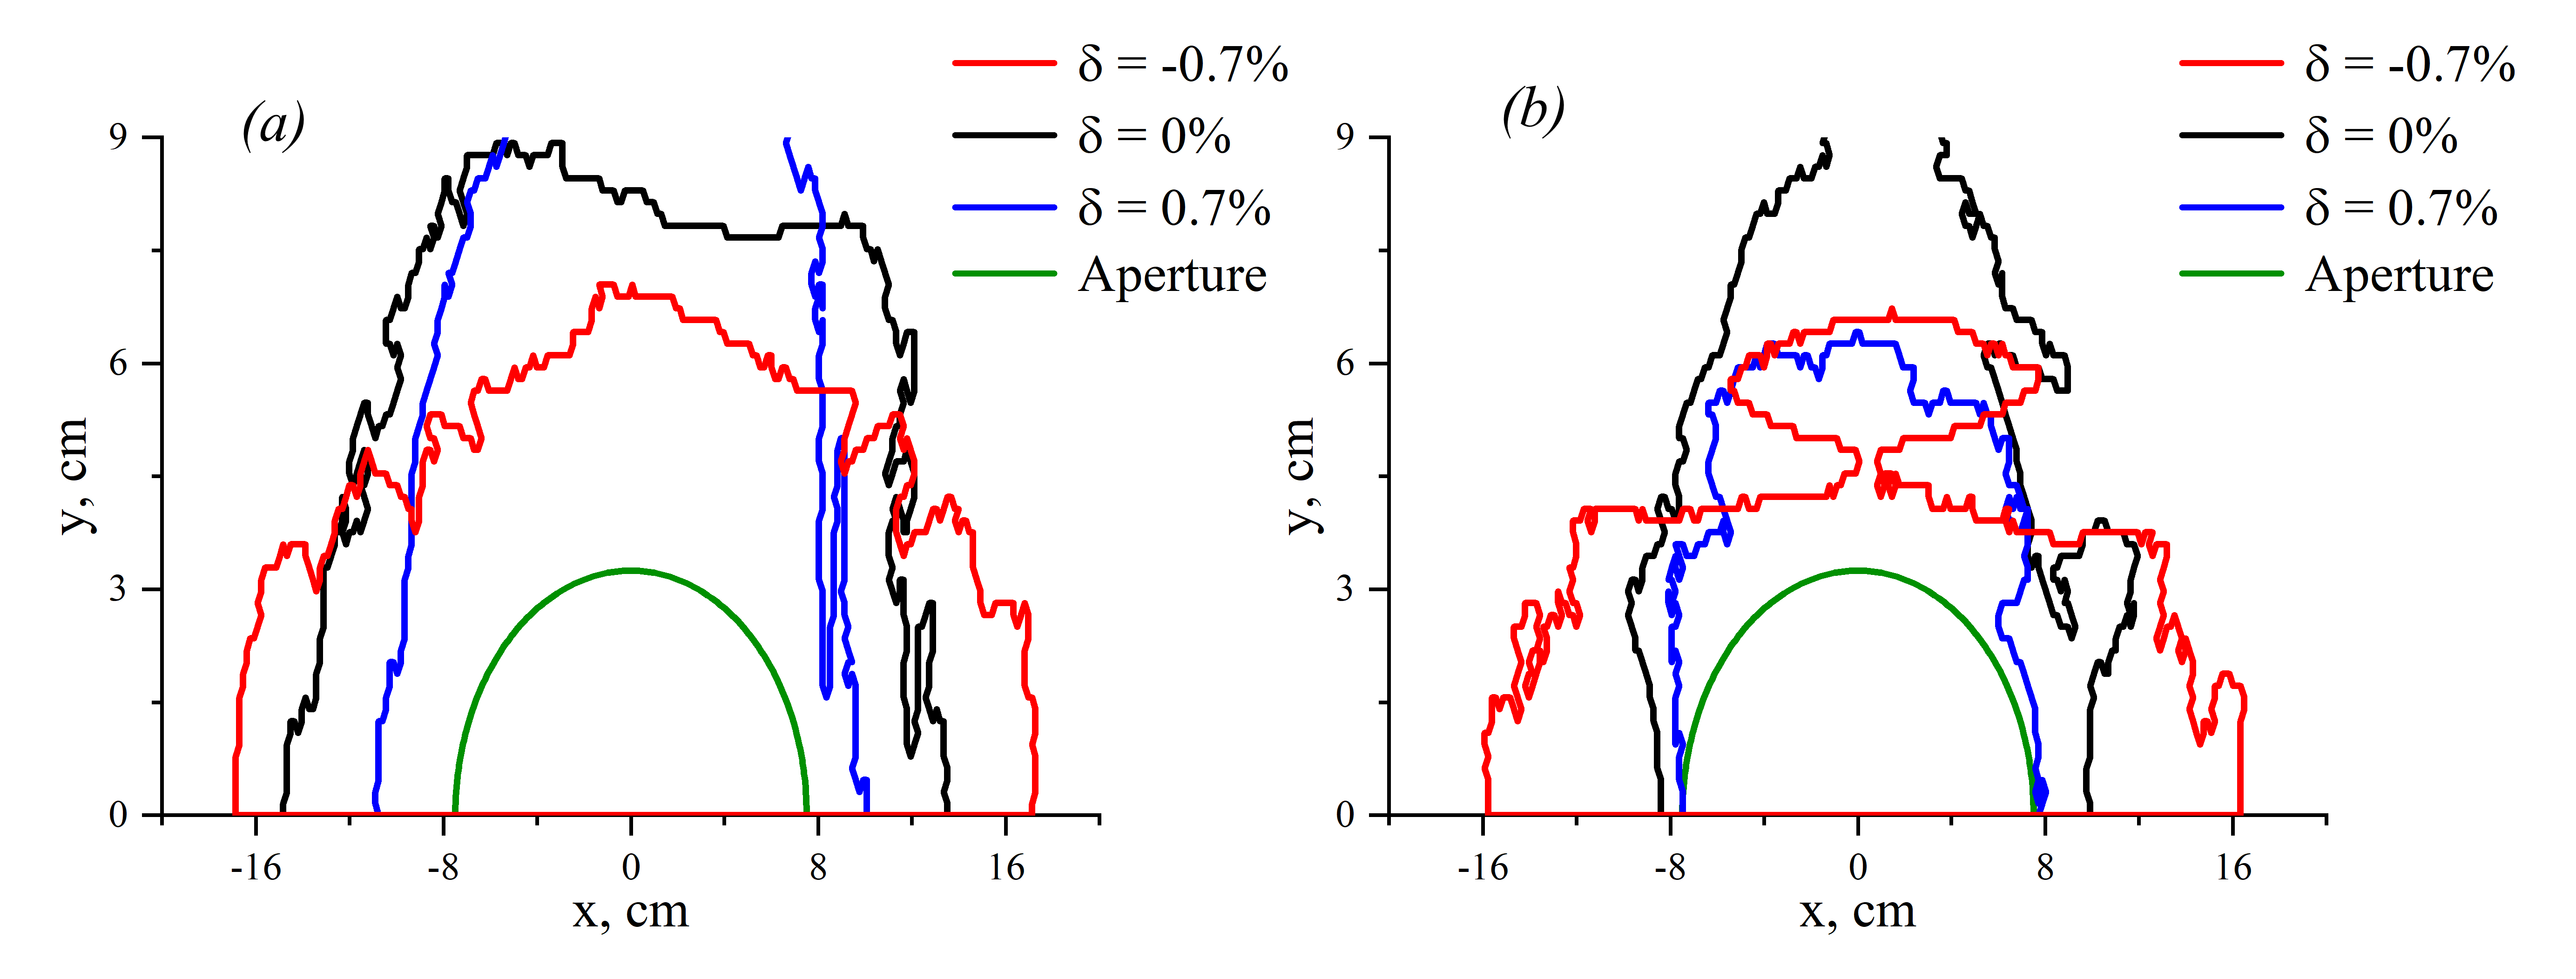 (a)
δ = -0.7%
δ = 0%
δ = 0.7%
Aperture
y, cm
9
6
3
0
-16 -8 0 8 16
x, cm
(b)
δ = -0.7%
δ = 0%
δ = 0.7%
Aperture
y, cm
9
6
3
0
-16 -8 0 8 16
x, cm